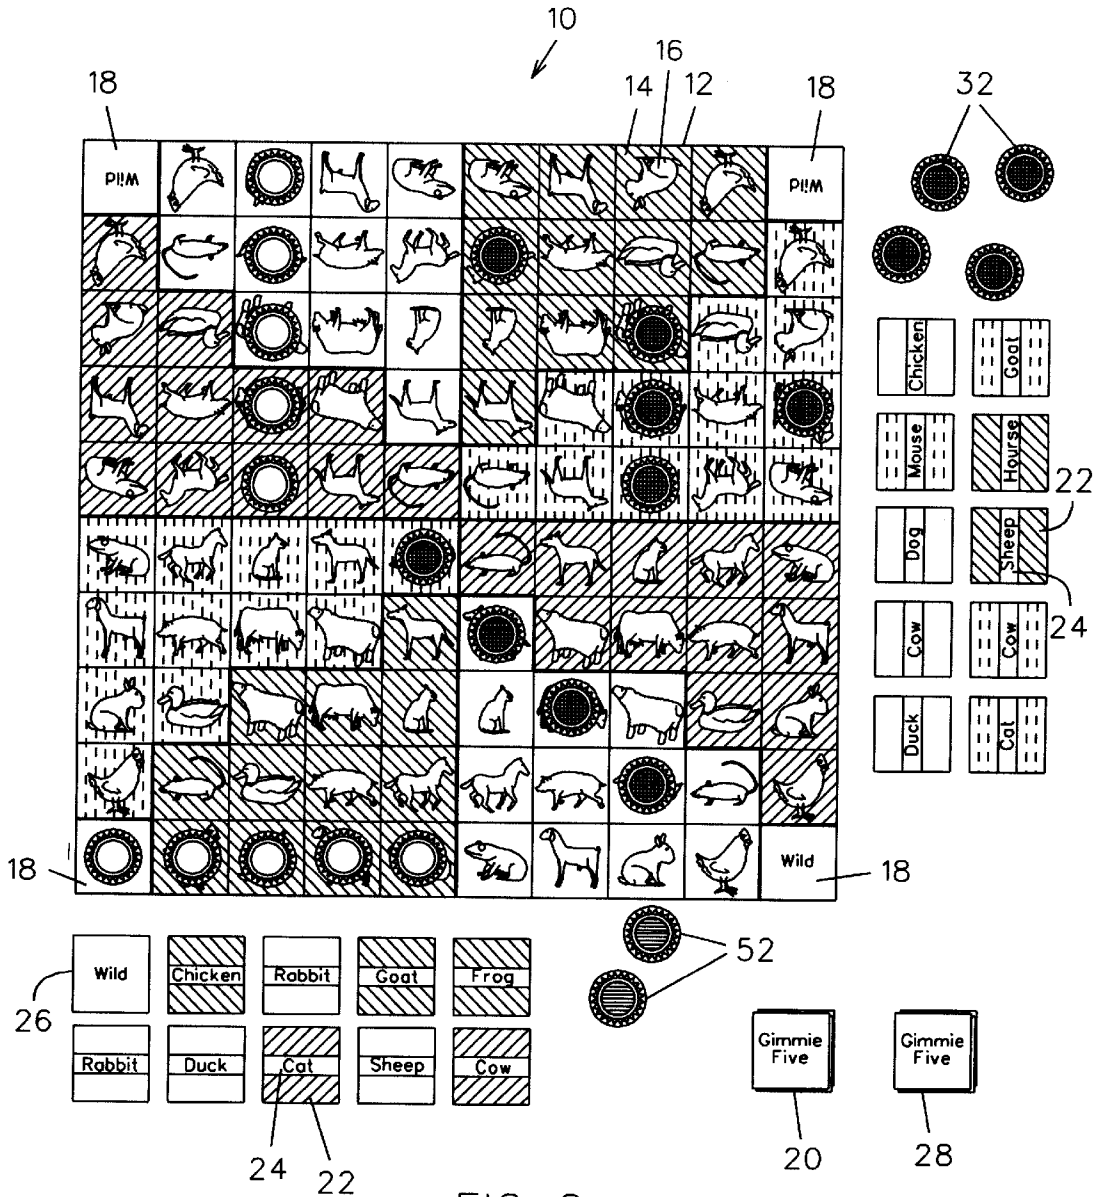 10
16
18
14
12
18
32
Wild
Wild
Chicken
Goat
Mouse
Hourse
22
Dog
Sheep
24
Cow
Cow
Duck
Cat
18
Wild
18
Wild
Chicken
Rabbit
Goat
Frog
52
26
Rabbit
Duck
Cat
Sheep
Cow
Gimmie
Five
Gimmie
Five
24
22
20
28